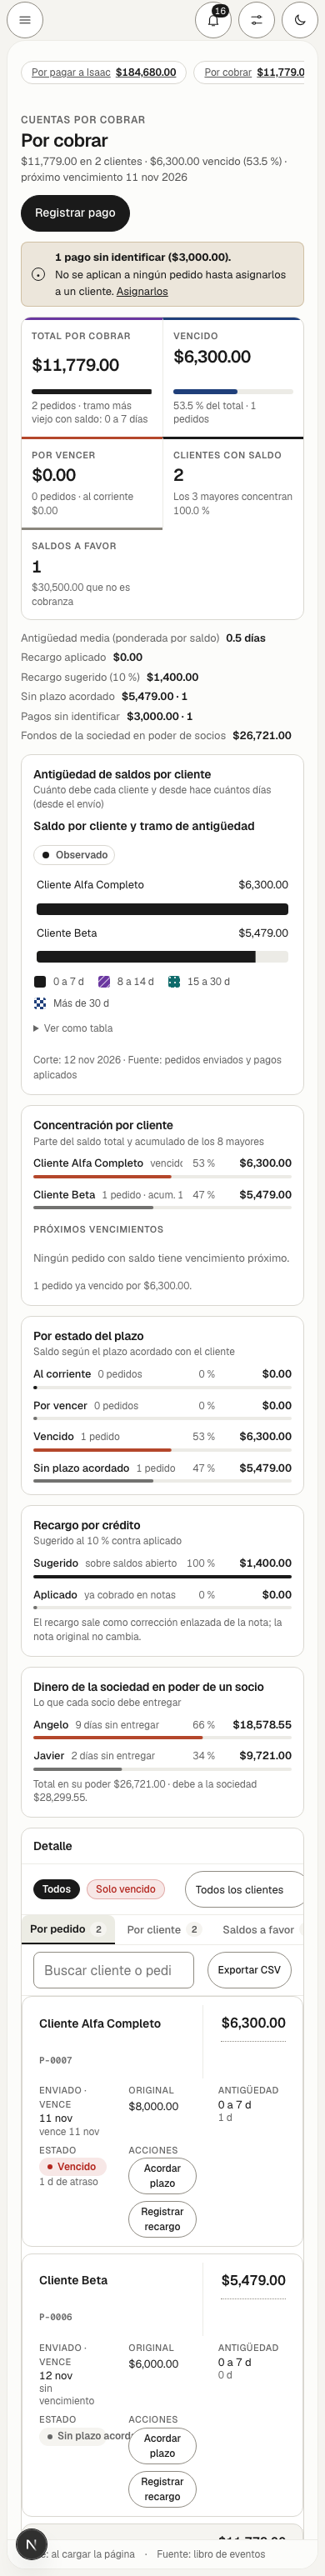 16
Por pagar a Isaac $184,680.00
Por cobrar $11,779.0
CUENTAS POR COBRAR
Por cobrar
$11,779.00 en 2 clientes · $6,300.00 vencido (53.5 %) ·
próximo vencimiento 11 nov 2026
Registrar pago
1 pago sin identificar ($3,000.00).
No se aplican a ningún pedido hasta asignarlos
a un cliente. Asignarlos
TOTAL POR COBRAR
$11,779.00
2 pedidos · tramo más
viejo con saldo: 0 a 7 días
VENCIDO
$6,300.00
53.5 % del total · 1
pedidos
POR VENCER
$0.00
0 pedidos · al corriente
$0.00
CLIENTES CON SALDO
2
Los 3 mayores concentran
100.0 %
SALDOS A FAVOR
1
$30,500.00 que no es
cobranza
Antigüedad media (ponderada por saldo) 0.5 días
Recargo aplicado $0.00
Recargo sugerido (10 %) $1,400.00
Sin plazo acordado $5,479.00 · 1
Pagos sin identificar $3,000.00 · 1
Fondos de la sociedad en poder de socios $26,721.00
Antigüedad de saldos por cliente
Cuánto debe cada cliente y desde hace cuántos días
(desde el envío)
Saldo por cliente y tramo de antigüedad
Observado
Cliente Alfa Completo $6,300.00
Cliente Beta $5,479.00
0 a 7 d 8 a 14 d 15 a 30 d
Más de 30 d
Ver como tabla
Corte: 12 nov 2026 · Fuente: pedidos enviados y pagos
aplicados
Concentración por cliente
Parte del saldo total y acumulado de los 8 mayores
Cliente Alfa Completo vencido 53 % $6,300.00
Cliente Beta 1 pedido · acum. 1 47 % $5,479.00
PRÓXIMOS VENCIMIENTOS
Ningún pedido con saldo tiene vencimiento próximo.
1 pedido ya vencido por $6,300.00.
Por estado del plazo
Saldo según el plazo acordado con el cliente
Al corriente 0 pedidos 0 % $0.00
Por vencer 0 pedidos 0 % $0.00
Vencido 1 pedido 53 % $6,300.00
Sin plazo acordado 1 pedido 47 % $5,479.00
Recargo por crédito
Sugerido al 10 % contra aplicado
Sugerido sobre saldos abierto 100 % $1,400.00
Aplicado ya cobrado en notas 0 % $0.00
El recargo sale como corrección enlazada de la nota; la
nota original no cambia.
Dinero de la sociedad en poder de un socio
Lo que cada socio debe entregar
Angelo 9 días sin entregar 66 % $18,578.55
Javier 2 días sin entregar 34 % $9,721.00
Total en su poder $26,721.00 · debe a la sociedad
$28,299.55.
Detalle
Todos Solo vencido Todos los clientes
Por pedido 2 Por cliente 2 Saldos a favor
Buscar cliente o pedi Exportar CSV
Cliente Alfa Completo $6,300.00
P-0007
ENVIADO ·
VENCE
11 nov
vence 11 nov
ORIGINAL
$8,000.00
ANTIGÜEDAD
0 a 7 d
1 d
ESTADO
Vencido
1 d de atraso
ACCIONES
Acordar
plazo
Registrar
recargo
Cliente Beta $5,479.00
P-0006
ENVIADO ·
VENCE
12 nov
sin
vencimiento
ORIGINAL
$6,000.00
ANTIGÜEDAD
0 a 7 d
0 d
ESTADO
Sin plazo acord
ACCIONES
Acordar
plazo
Registrar
recargo
N
al cargar la página · Fuente: libro de eventos